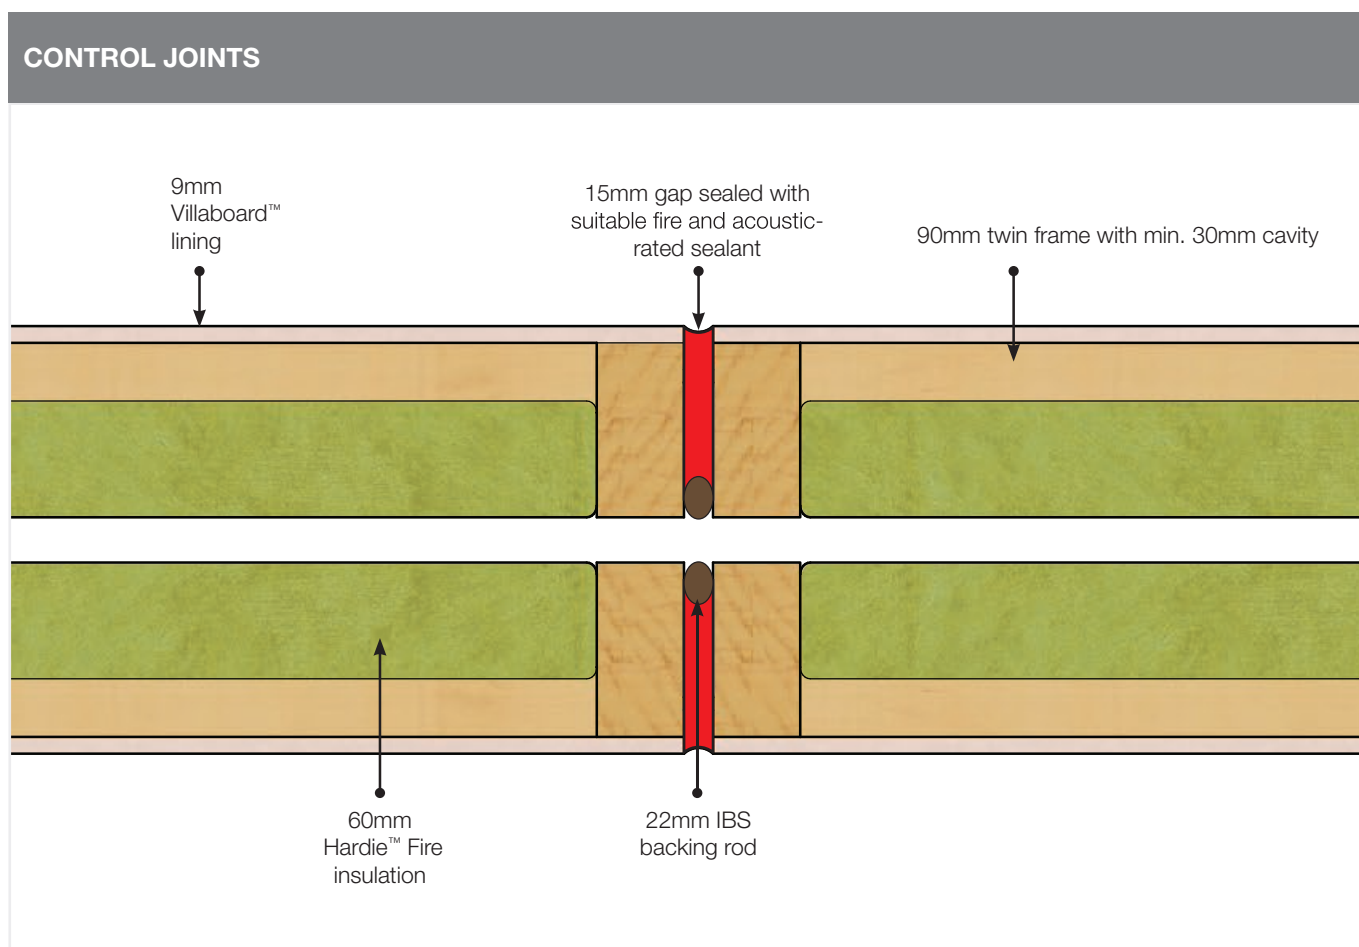 CONTROL JOINTS
9mm
Villaboard™
lining
15mm gap sealed with
suitable fire and acoustic-
rated sealant
90mm twin frame with min. 30mm cavity
60mm
Hardie™ Fire
insulation
22mm IBS
backing rod